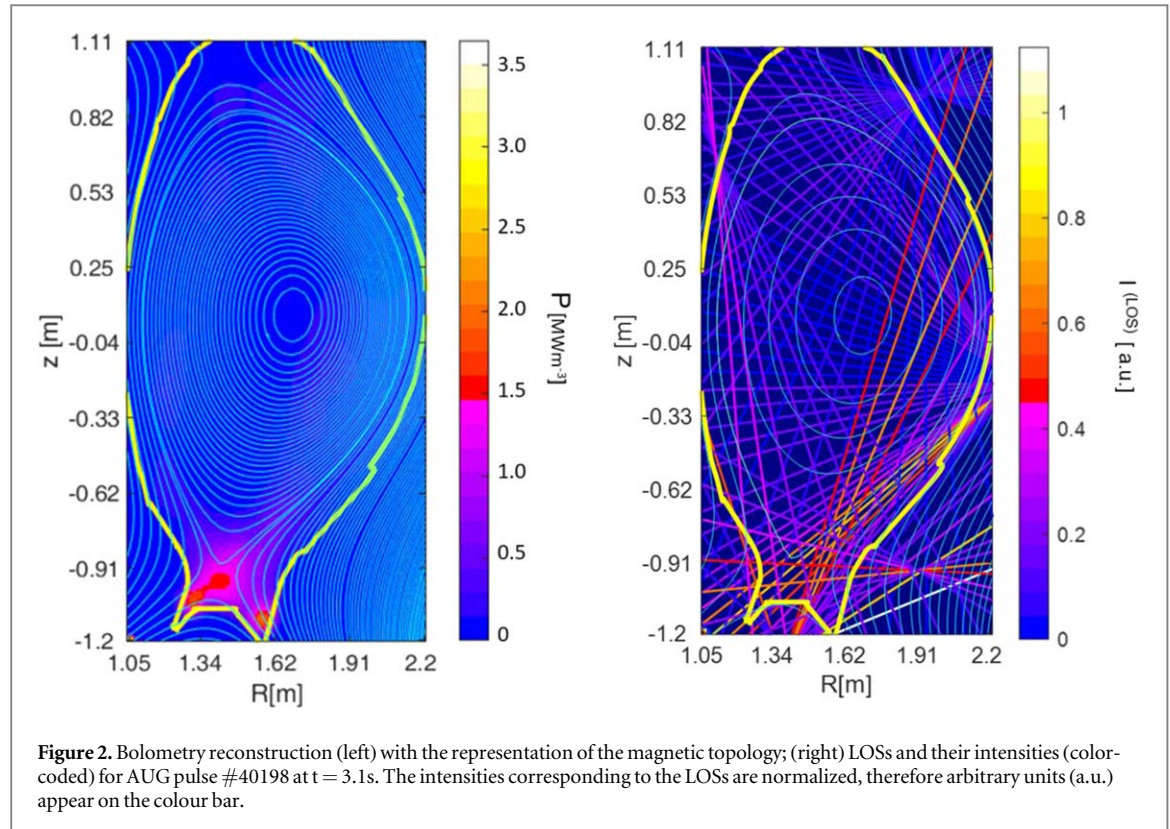 1.11
0.82
0.53
0.25
-0.04
-0.33
-0.62
-0.91
-1.2
z [m]
1.05 1.34 1.62 1.91 2.2
R[m]
3.5
3.0
2.5
2.0
1.5
1.0
0.5
0
P[MWm-3]
1.11
0.82
0.53
0.25
-0.04
-0.33
-0.62
-0.91
-1.2
z [m]
1.05 1.34 1.62 1.91 2.2
R[m]
1
0.8
0.6
0.4
0.2
0
I (LOS) [a.u.]
Figure 2. Bolometry reconstruction (left) with the representation of the magnetic topology; (right) LOSs and their intensities (color-
coded) for AUG pulse #40198 at t = 3.1s. The intensities corresponding to the LOSs are normalized, therefore arbitrary units (a.u.)
appear on the colour bar.